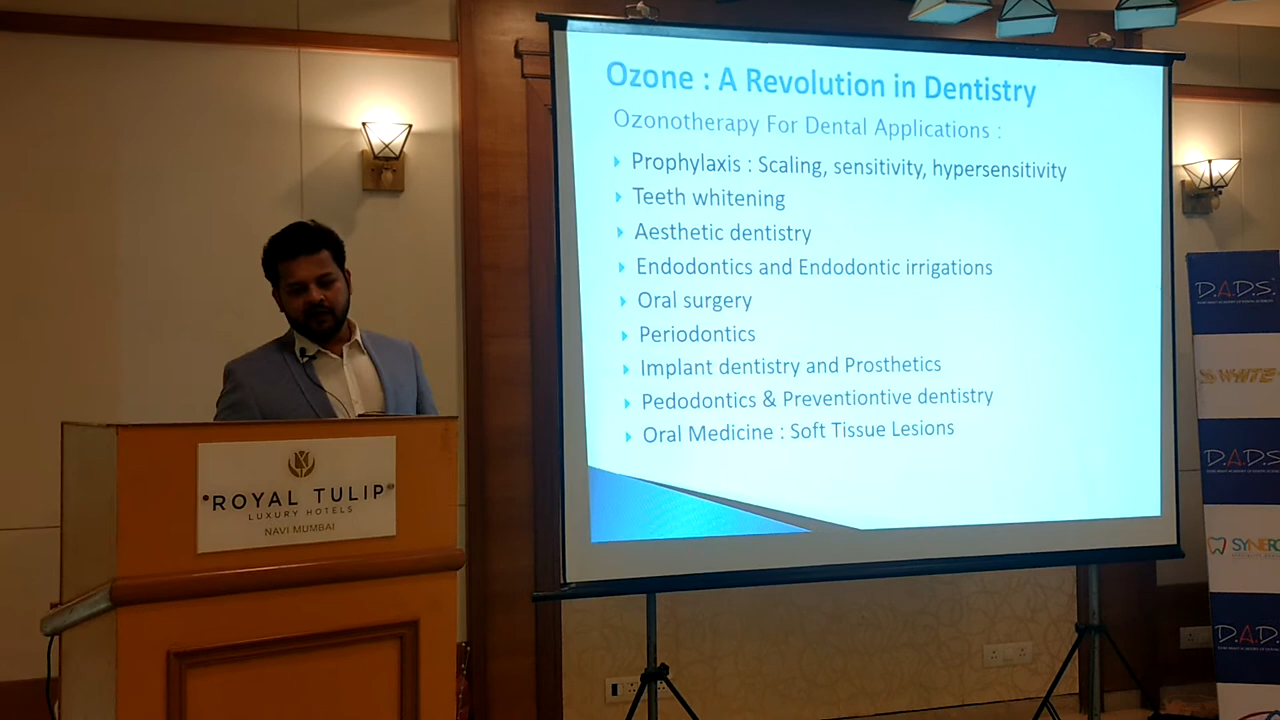 Ozone : A Revolution in Dentistry
Ozonotherapy For Dental Applications :
Prophylaxis : Scaling, sensitivity, hypersensitivity
Teeth whitening
Aesthetic dentistry
Endodontics and Endodontic irrigations
Oral surgery
Periodontics
Implant dentistry and Prosthetics
Pedodontics & Preventiontive dentistry
Oral Medicine : Soft Tissue Lesions
ROYAL TULIP
LUXURY HOTELS
NAVI MUMBAI
D.A.D.S.
WHITE
D.A.D.S
SYNERG
D.A.D.